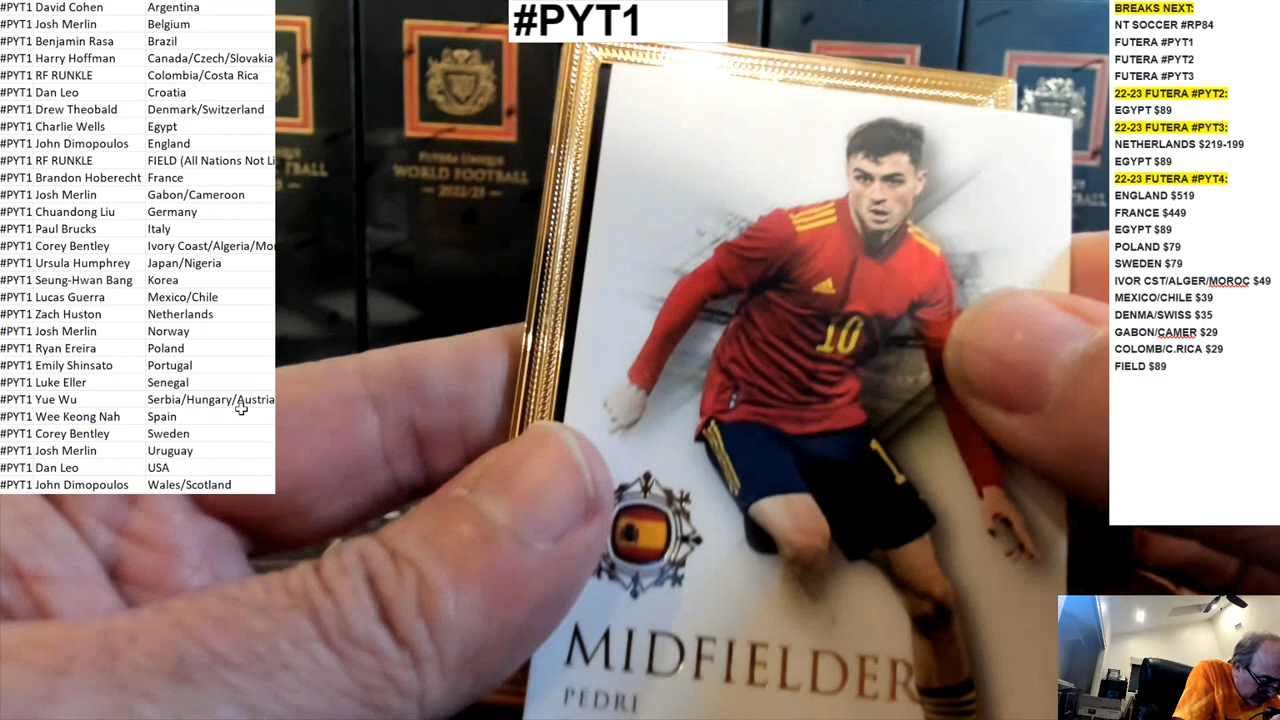 #PYT1
#PYT1 David Cohen Argentina
#PYT1 Josh Merlin Belgium
#PYT1 Benjamin Rasa Brazil
#PYT1 Harry Hoffman Canada/Czech/Slovakia
#PYT1 RF RUNKLE Colombia/Costa Rica
#PYT1 Dan Leo Croatia
#PYT1 Drew Theobald Denmark/Switzerland
#PYT1 Charlie Wells Egypt
#PYT1 John Dimopoulos England
#PYT1 RF RUNKLE FIELD (All Nations Not Li
#PYT1 Brandon Hoberecht France
#PYT1 Josh Merlin Gabon/Cameroon
#PYT1 Chuandong Liu Germany
#PYT1 Paul Brucks Italy
#PYT1 Corey Bentley Ivory Coast/Algeria/Mor
#PYT1 Ursula Humphrey Japan/Nigeria
#PYT1 Seung-Hwan Bang Korea
#PYT1 Lucas Guerra Mexico/Chile
#PYT1 Zach Huston Netherlands
#PYT1 Josh Merlin Norway
#PYT1 Ryan Ereira Poland
#PYT1 Emily Shinsato Portugal
#PYT1 Luke Eller Senegal
#PYT1 Yue Wu Serbia/Hungary/Austria
#PYT1 Wee Keong Nah Spain
#PYT1 Corey Bentley Sweden
#PYT1 Josh Merlin Uruguay
#PYT1 Dan Leo USA
#PYT1 John Dimopoulos Wales/Scotland
WORLD FOOTBALL
2022/23
10
MIDFIELDER
PEDRI
BREAKS NEXT:
NT SOCCER #RP84
FUTERA #PYT1
FUTERA #PYT2
FUTERA #PYT3
22-23 FUTERA #PYT2:
EGYPT $89
22-23 FUTERA #PYT3:
NETHERLANDS $219-199
EGYPT $89
22-23 FUTERA #PYT4:
ENGLAND $519
FRANCE $449
EGYPT $89
POLAND $79
SWEDEN $79
IVOR CST/ALGER/MOROC $49
MEXICO/CHILE $39
DENMA/SWISS $35
GABON/CAMER $29
COLOMB/C.RICA $29
FIELD $89